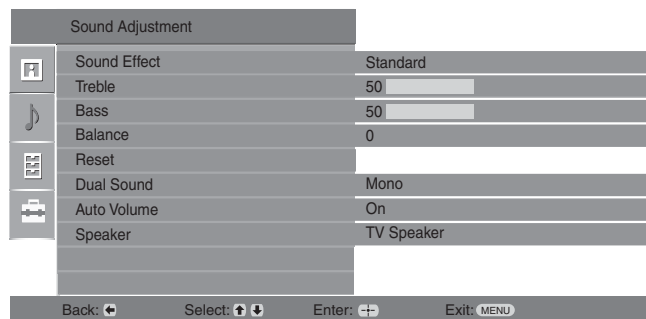 Sound Adjustment
Sound Effect Standard
Treble 50
Bass 50
Balance 0
Reset
Dual Sound Mono
Auto Volume On
Speaker TV Speaker
Back: Select: Enter: Exit: MENU